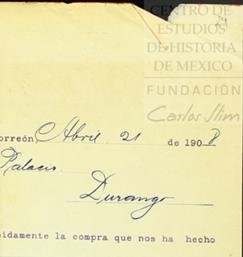 CENTRO DE
ESTUDIOS
DE HISTORIA
DE MEXICO
FUNDACIÓN
Carlos Slim
orreón, Abril 21 de 1908
Palacio
Durango
idamente la compra que nos ha hecho